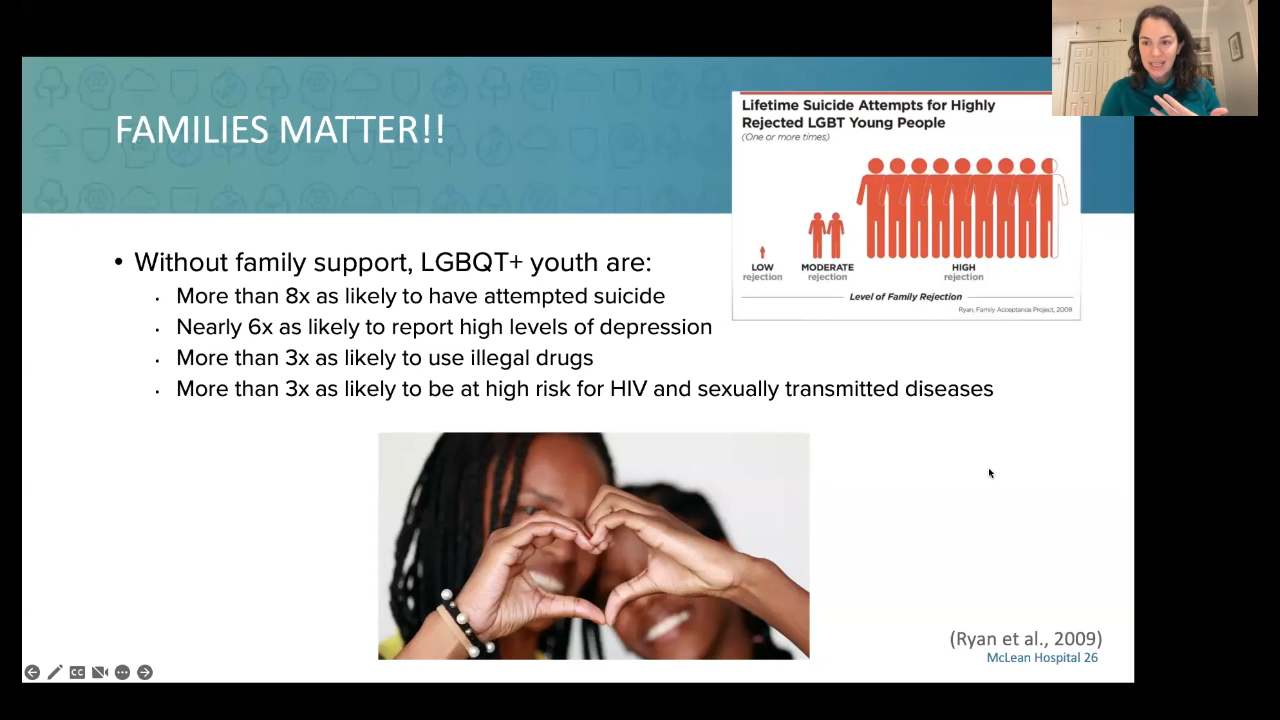 FAMILIES MATTER!!
Lifetime Suicide Attempts for Highly
Rejected LGBT Young People
(One or more times)
LOW
rejection
MODERATE
rejection
HIGH
rejection
Level of Family Rejection
Ryan, Family Acceptance Project, 2009
• Without family support, LGBQT+ youth are:
· More than 8x as likely to have attempted suicide
· Nearly 6x as likely to report high levels of depression
· More than 3x as likely to use illegal drugs
· More than 3x as likely to be at high risk for HIV and sexually transmitted diseases
(Ryan et al., 2009)
McLean Hospital 26
CC